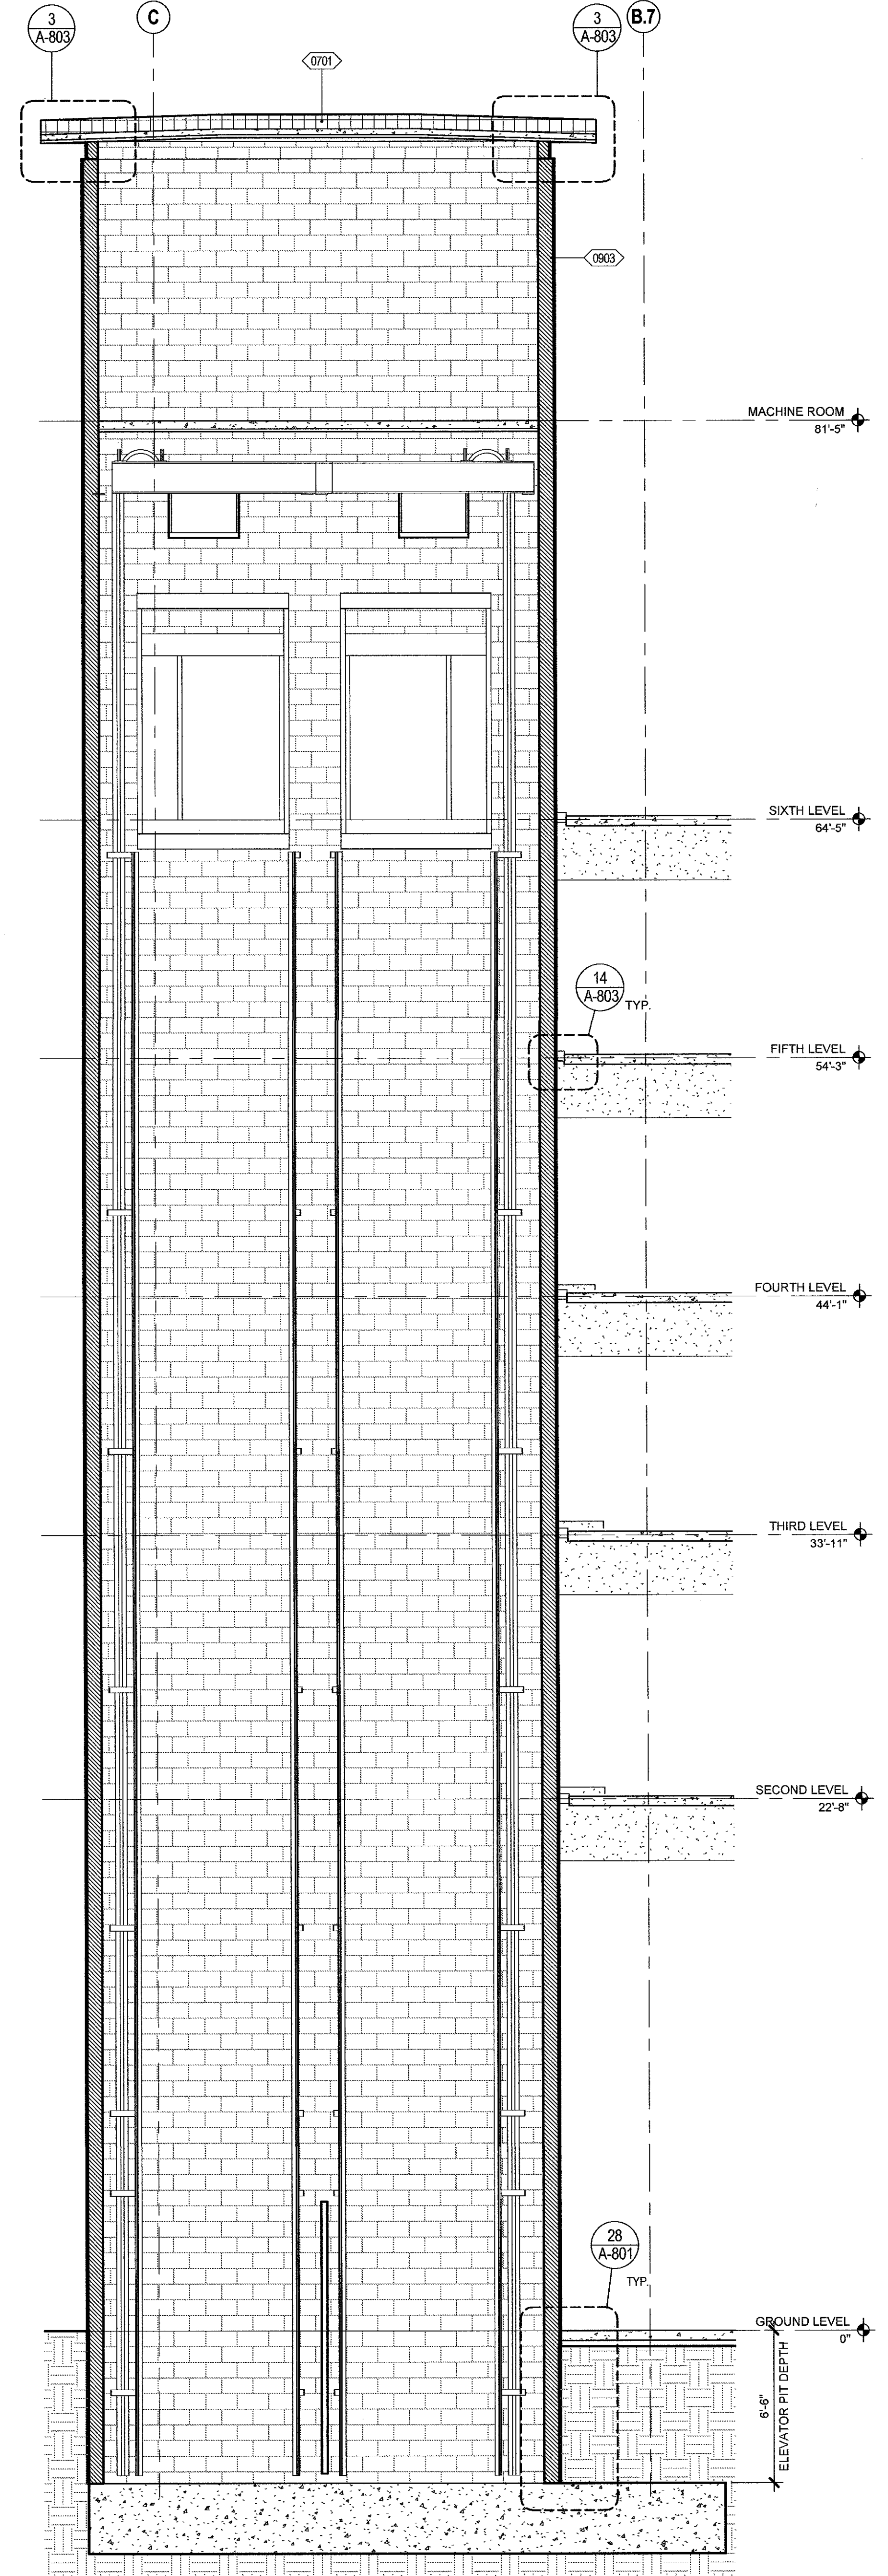 3
A-803
C
3
A-803
B.7
0701
0903
MACHINE ROOM
81'-5"
SIXTH LEVEL
64'-5"
14
A-803
TYP.
FIFTH LEVEL
54'-3"
FOURTH LEVEL
44'-1"
THIRD LEVEL
33'-11"
SECOND LEVEL
22'-8"
28
A-801
TYP.
GROUND LEVEL
0"
6'-6"
ELEVATOR PIT DEPTH